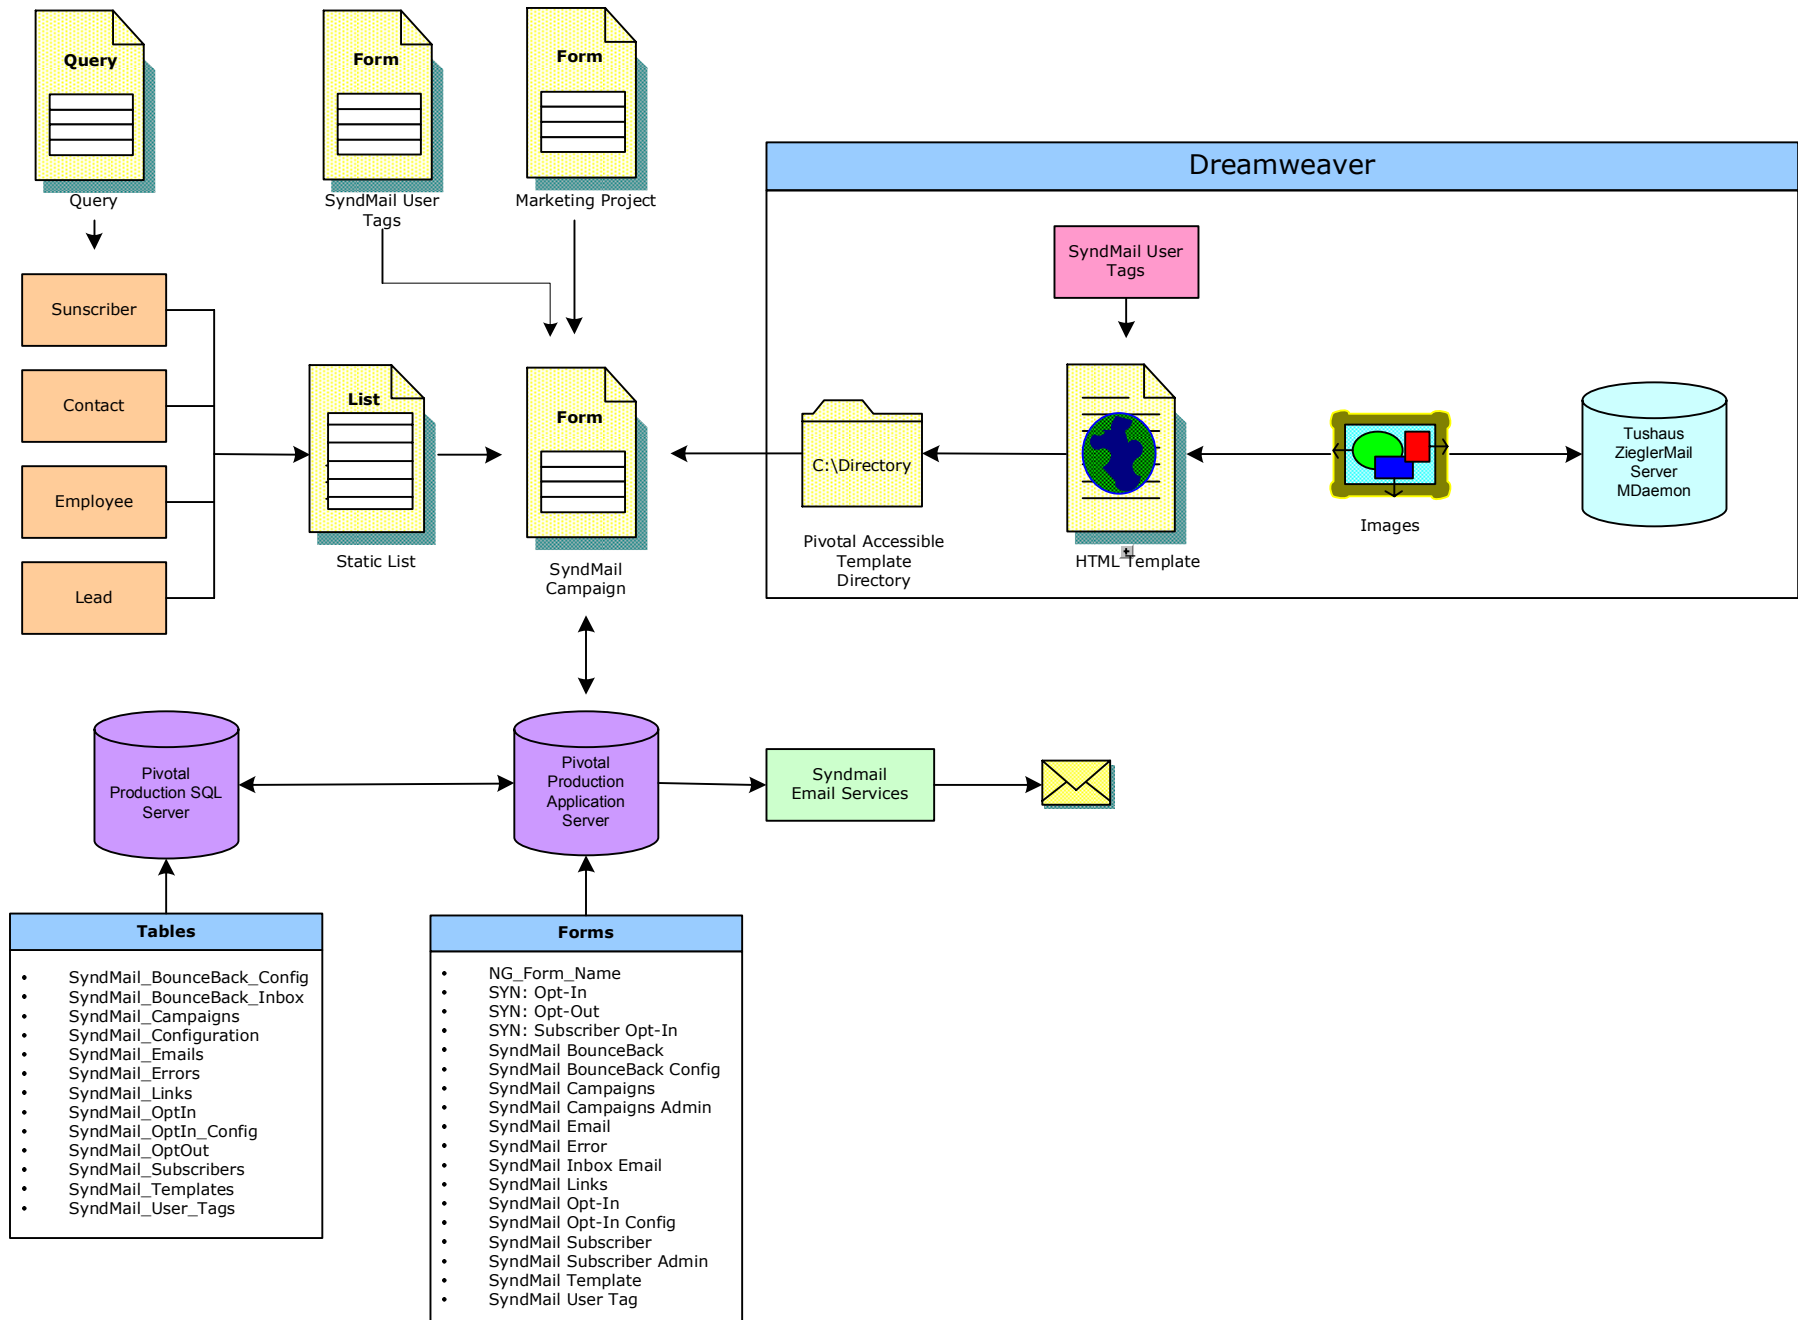 Query
Form
Form
Query
SyndMail User
Tags
Marketing Project
Dreamweaver
SyndMail User
Tags
Sunscriber
Contact
Employee
Lead
List
Static List
Form
SyndMail
Campaign
C:\Directory
Pivotal Accessible
Template
Directory
HTML Template
Images
Tushaus
ZieglerMail
Server
MDaemon
Pivotal
Production SQL
Server
Pivotal
Production
Application
Server
Syndmail
Email Services
Tables
• SyndMail_BounceBack_Config
• SyndMail_BounceBack_Inbox
• SyndMail_Campaigns
• SyndMail_Configuration
• SyndMail_Emails
• SyndMail_Errors
• SyndMail_Links
• SyndMail_OptIn
• SyndMail_OptIn_Config
• SyndMail_OptOut
• SyndMail_Subscribers
• SyndMail_Templates
• SyndMail_User_Tags
Forms
• NG_Form_Name
• SYN: Opt-In
• SYN: Opt-Out
• SYN: Subscriber Opt-In
• SyndMail BounceBack
• SyndMail BounceBack Config
• SyndMail Campaigns
• SyndMail Campaigns Admin
• SyndMail Email
• SyndMail Error
• SyndMail Inbox Email
• SyndMail Links
• SyndMail Opt-In
• SyndMail Opt-In Config
• SyndMail Subscriber
• SyndMail Subscriber Admin
• SyndMail Template
• SyndMail User Tag